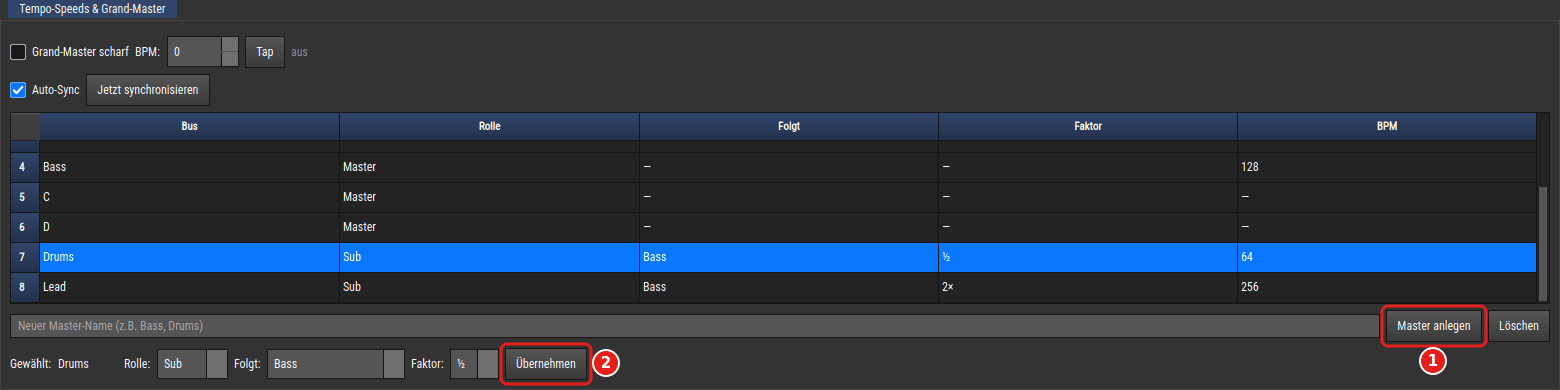 Tempo-Speeds & Grand-Master
Grand-Master scharf BPM: 0 Tap aus
Auto-Sync Jetzt synchronisieren
Bus Rolle Folgt Faktor BPM
4 Bass Master – – 128
5 C Master – – –
6 D Master – – –
7 Drums Sub Bass ½ 64
8 Lead Sub Bass 2× 256
Neuer Master-Name (z.B. Bass, Drums) Master anlegen Löschen
1
Gewählt: Drums Rolle: Sub Folgt: Bass Faktor: ½ Übernehmen 2